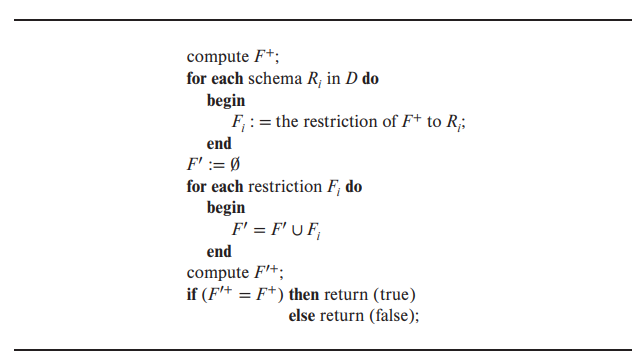 compute F⁺;
for each schema Rᵢ in D do
begin
Fᵢ : = the restriction of F⁺ to Rᵢ;
end
F′ := ∅
for each restriction Fᵢ do
begin
F′ = F′ ∪ Fᵢ
end
compute F′⁺;
if (F′⁺ = F⁺) then return (true)
else return (false);